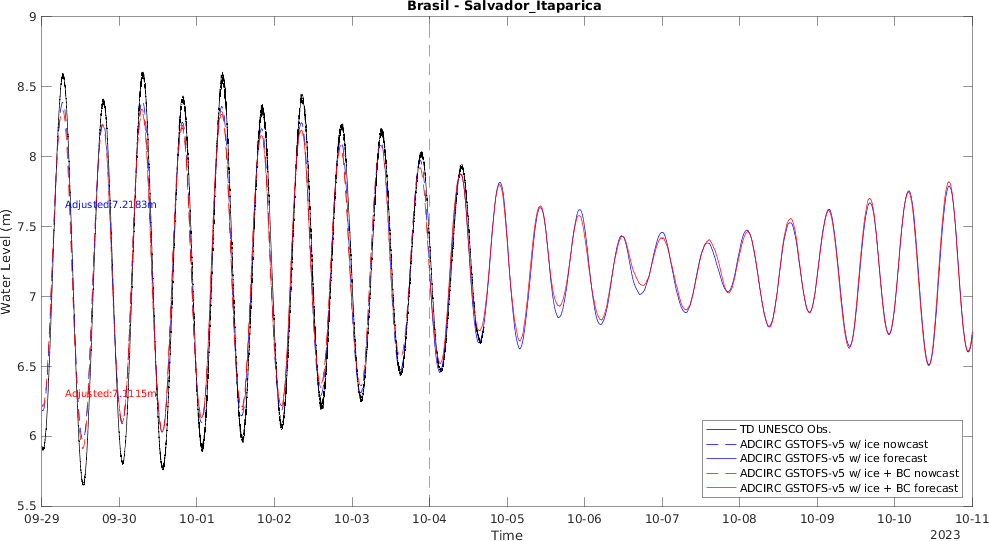 Brasil - Salvador_Itaparica
Water Level (m)
9
8.5
8
7.5
7
6.5
6
5.5
Adjusted:7.2183m
Adjusted:7.1115m
TD UNESCO Obs.
ADCIRC GSTOFS-v5 w/ ice nowcast
ADCIRC GSTOFS-v5 w/ ice forecast
ADCIRC GSTOFS-v5 w/ ice + BC nowcast
ADCIRC GSTOFS-v5 w/ ice + BC forecast
09-29 09-30 10-01 10-02 10-03 10-04 10-05 10-06 10-07 10-08 10-09 10-10 10-11
Time
2023